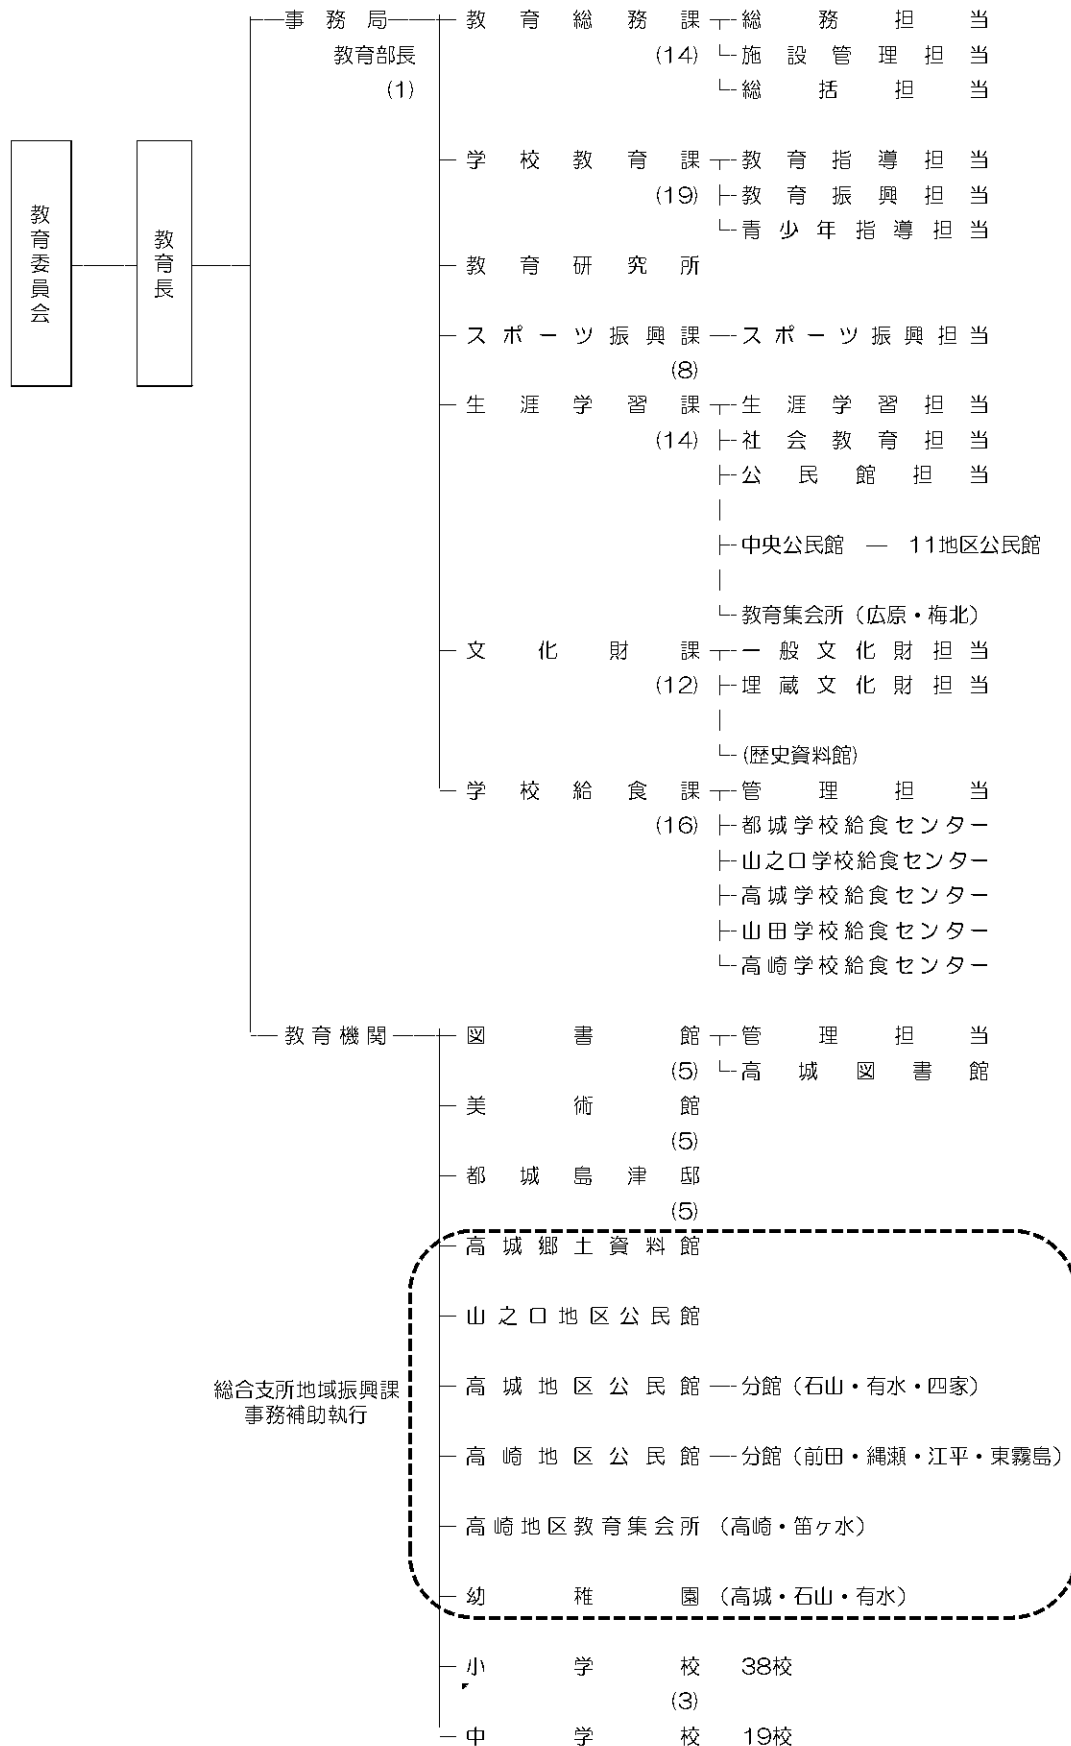 事務局 教育総務課 総務担当
教育部長 (14) 施設管理担当
(1) 総括担当
教育委員会
教育長
学校教育課 教育指導担当
(19) 教育振興担当
青少年指導担当
教育研究所
スポーツ振興課 スポーツ振興担当
(8)
生涯学習課 生涯学習担当
(14) 社会教育担当
公民館担当
中央公民館 ― 11地区公民館
教育集会所(広原・梅北)
文化財課 一般文化財担当
(12) 埋蔵文化財担当
(歴史資料館)
学校給食課 管理担当
(16) 都城学校給食センター
山之口学校給食センター
高城学校給食センター
山田学校給食センター
高崎学校給食センター
教育機関 図書館 管理担当
(5) 高城図書館
美術館
(5)
都城島津邸
(5)
高城郷土資料館
山之口地区公民館
総合支所地域振興課
事務補助執行
高城地区公民館 分館(石山・有水・四家)
高崎地区公民館 分館(前田・縄瀬・江平・東霧島)
高崎地区教育集会所(高崎・笛ヶ水)
幼稚園(高城・石山・有水)
小学校 38校
(3)
中学校 19校